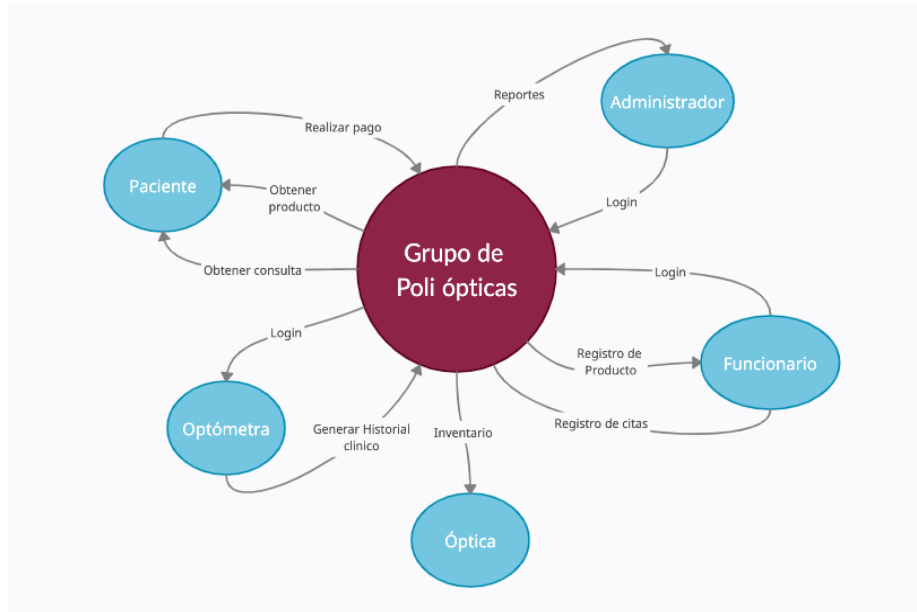 Reportes
Administrador
Realizar pago
Paciente
Obtener
producto
Login
Grupo de
Poli ópticas
Obtener consulta
Login
Login
Registro de
Producto
Funcionario
Optómetra
Generar Historial
clinico
Inventario
Registro de citas
Óptica